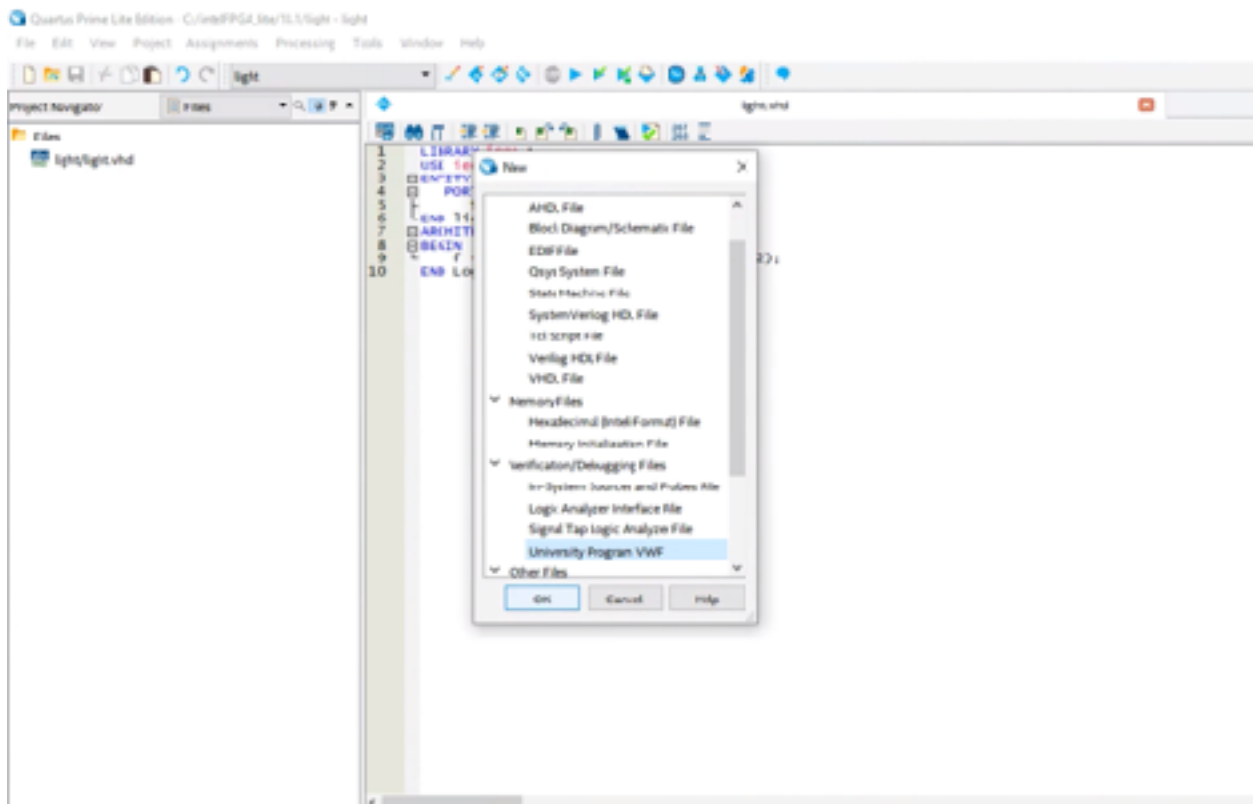 Quartus Prime Lite Edition - C:/intelFPGA_lite/ /light - light
File Edit View Project Assignments Processing Tools Window Help
light
Project Navigator Files
light.vhd
Files
light/light.vhd
1 LIBRARY
2 USE
3 ENTITY
4 PORT
5
6 END
7
8 BEGIN
9 f
10 END
New
AHDL File
Block Diagram/Schematic File
EDIF File
Qsys System File
State Machine File
SystemVerilog HDL File
Tcl Script File
Verilog HDL File
VHDL File
Memory Files
Hexadecimal (Intel-Format) File
Memory Initialization File
Verification/Debugging Files
In-System Sources and Probes File
Logic Analyzer Interface File
Signal Tap Logic Analyzer File
University Program VWF
Other Files
OK Cancel Help